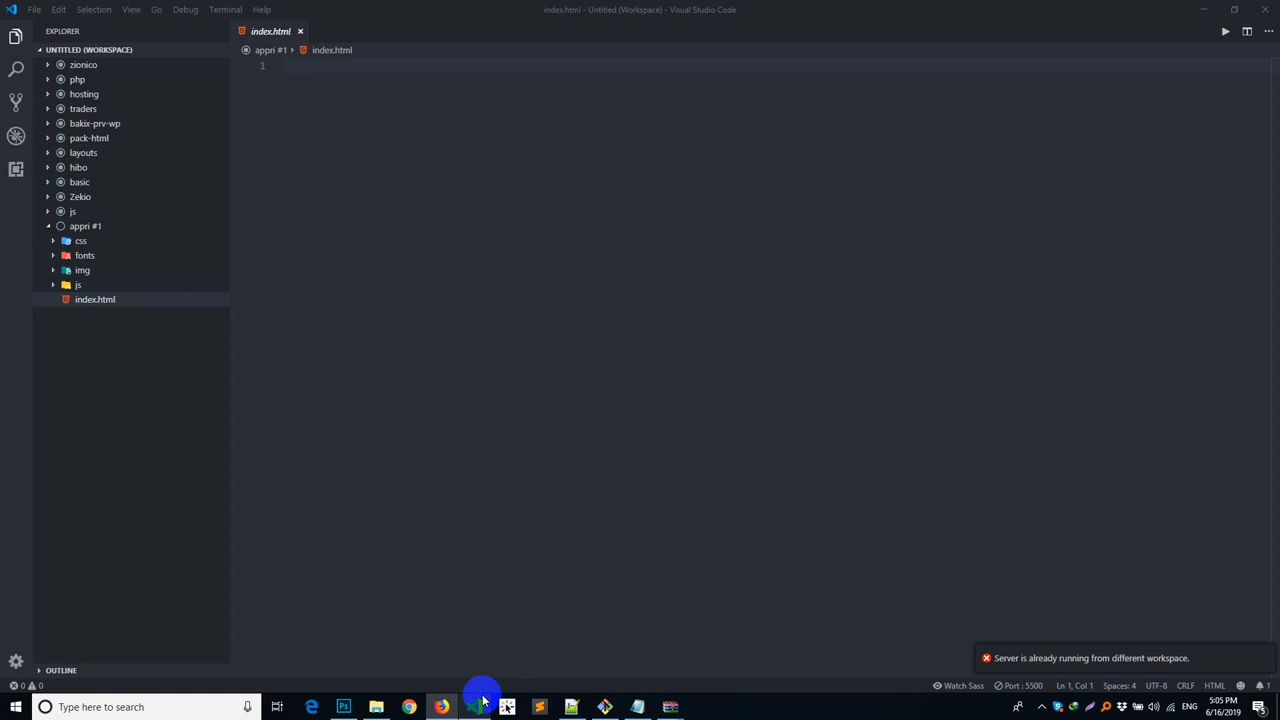 File Edit Selection View Go Debug Terminal Help
index.html - Untitled (Workspace) - Visual Studio Code
EXPLORER
index.html
UNTITLED (WORKSPACE)
appri #1 index.html
1
zionico
php
hosting
traders
bakix-prv-wp
pack-html
layouts
hibo
basic
Zekio
js
appri #1
css
fonts
img
js
index.html
Server is already running from different workspace.
OUTLINE
0 0
Watch Sass Port : 5500 Ln 1, Col 1 Spaces: 4 UTF-8 CRLF HTML 1
Type here to search
ENG
5:05 PM
6/16/2019